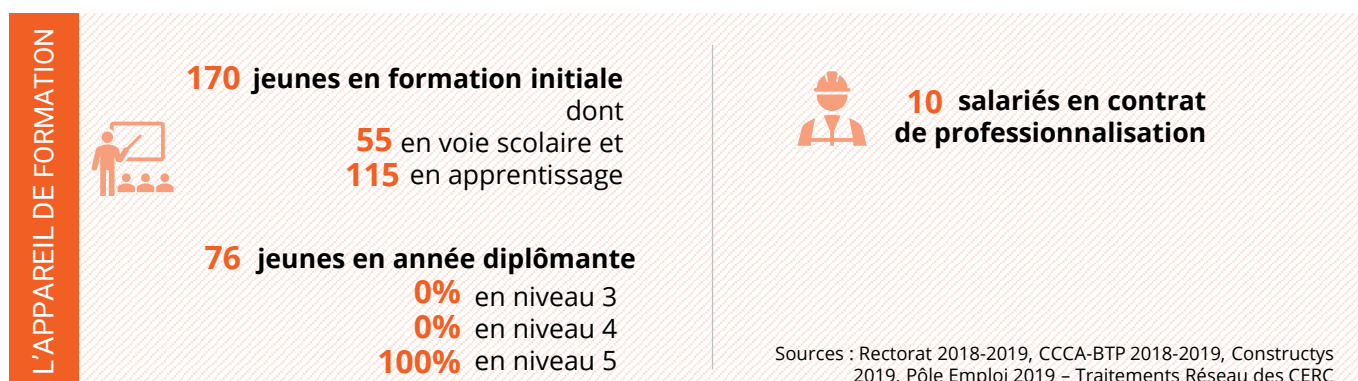 L'APPAREIL DE FORMATION
170 jeunes en formation initiale
dont
55 en voie scolaire et
115 en apprentissage
76 jeunes en année diplômante
0% en niveau 3
0% en niveau 4
100% en niveau 5
10 salariés en contrat
de professionnalisation
Sources : Rectorat 2018-2019, CCCA-BTP 2018-2019, Constructys
2019, Pôle Emploi 2019 – Traitements Réseau des CERC